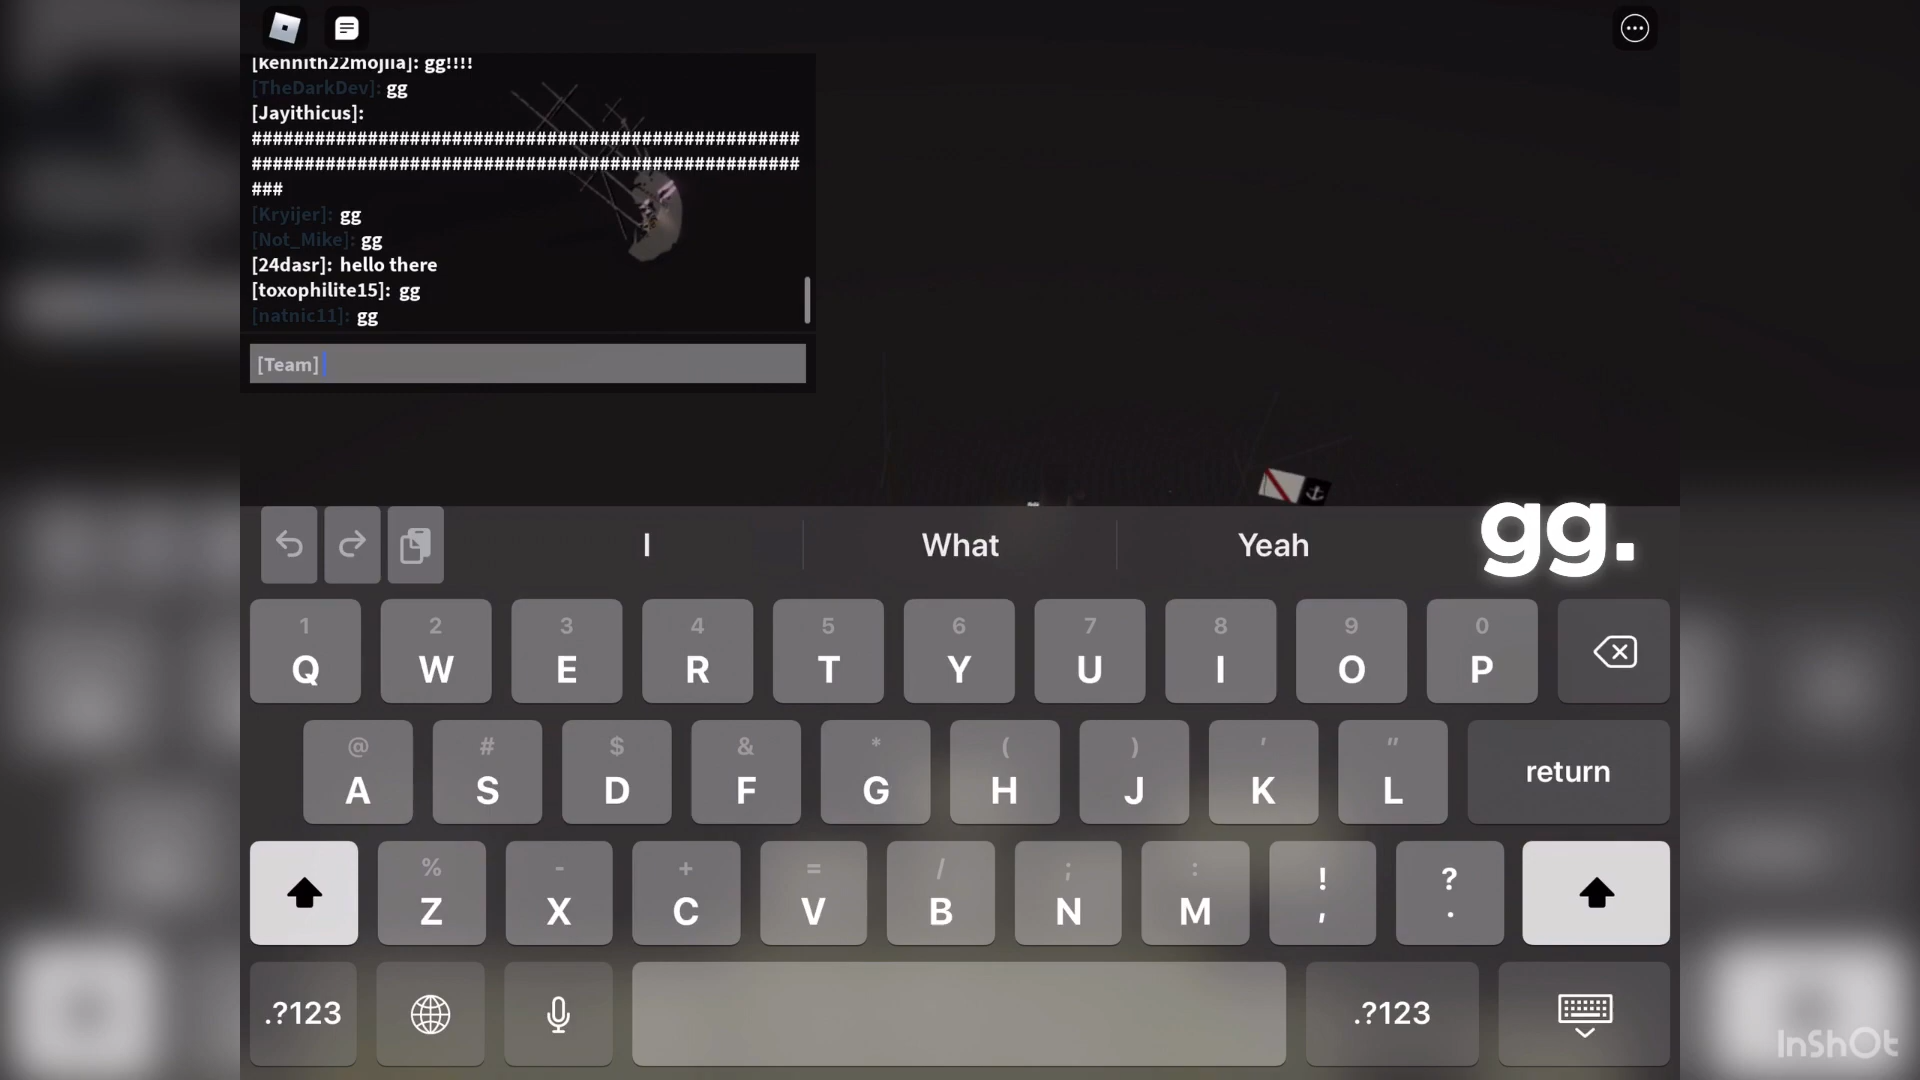 [kennith22mojila]: gg!!!!
[TheDarkDev]: gg
[Jayithicus]:
####################################################
####################################################
###
[Kryijer]: gg
[Not_Mike]: gg
[24dasr]: hello there
[toxophilite15]: gg
[natnic11]: gg
[Team]
I What Yeah
gg.
1 2 3 4 5 6 7 8 9 0
Q W E R T Y U I O P
@ # $ & * ( ) ' "
A S D F G H J K L return
% - + = / ; : ! ?
Z X C V B N M , .
.?123 .?123
InShOt